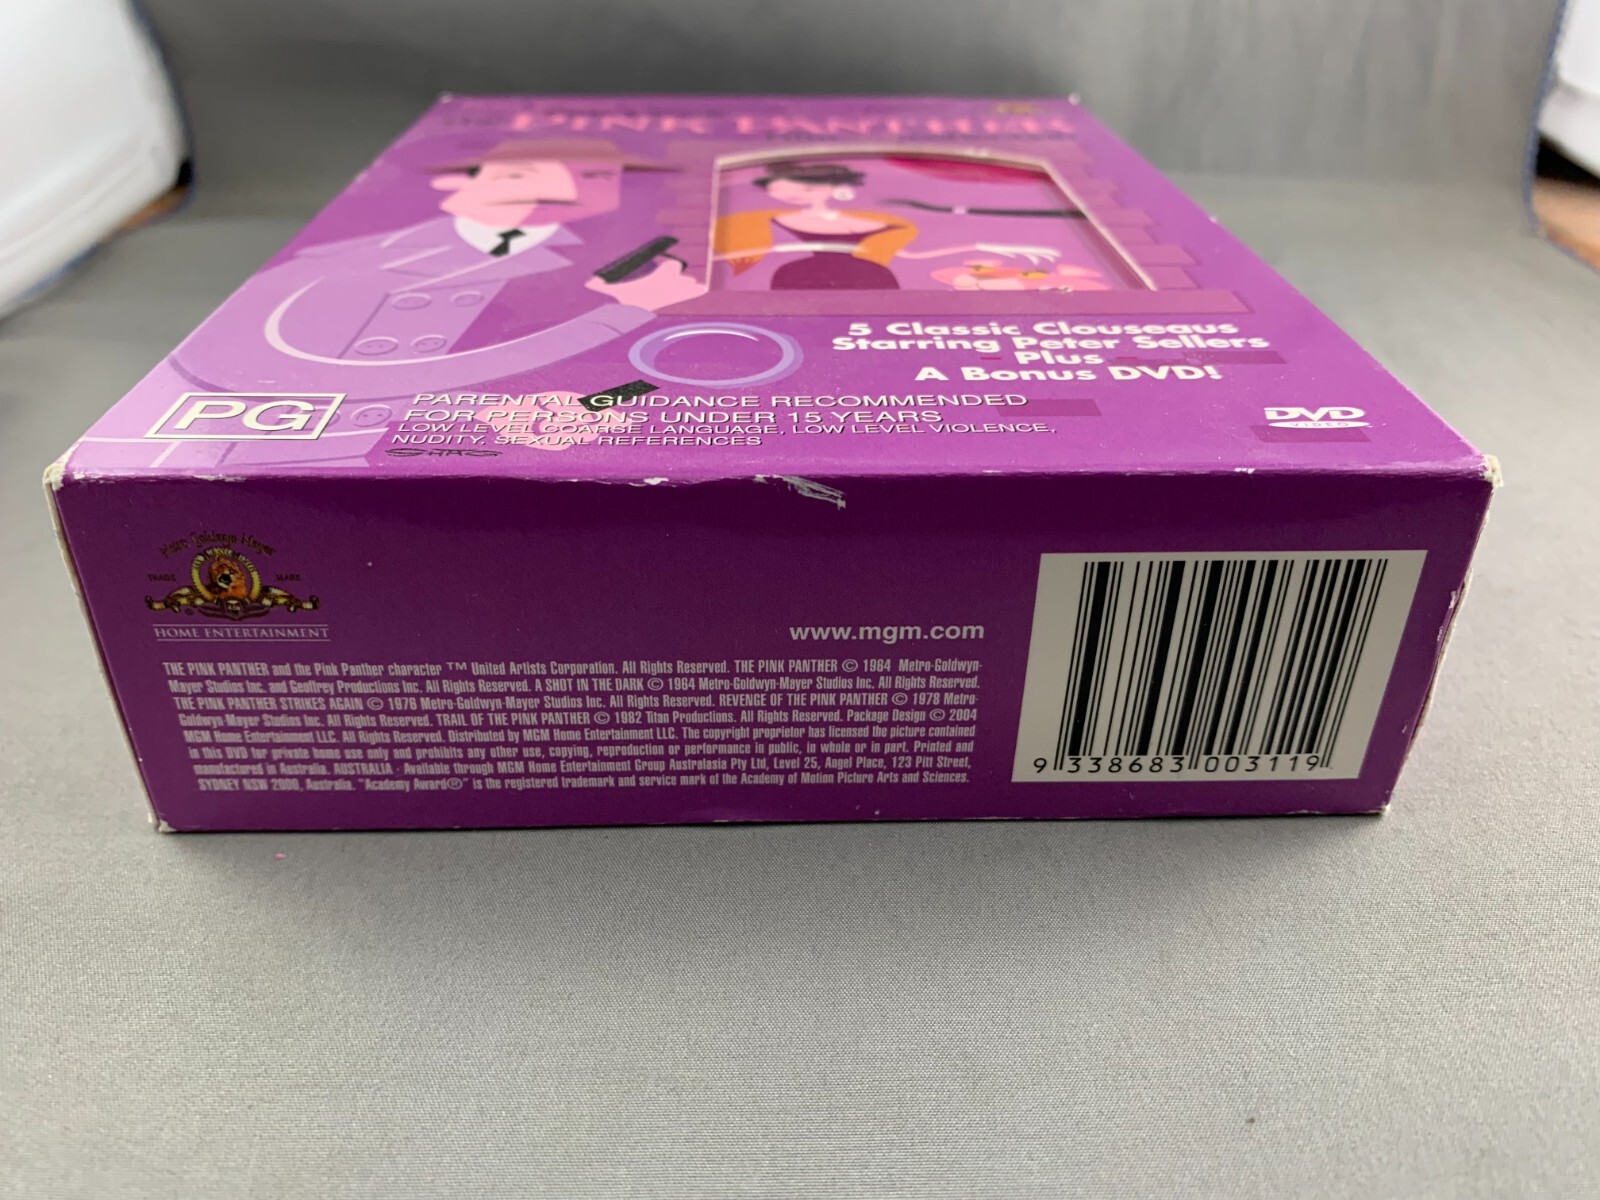 THE PINK PANTHER
5 Classic Clouseaus
Starring Peter Sellers
Plus
A Bonus DVD!
PG
PARENTAL GUIDANCE RECOMMENDED
FOR PERSONS UNDER 15 YEARS
LOW LEVEL COARSE LANGUAGE, LOW LEVEL VIOLENCE,
NUDITY, SEXUAL REFERENCES
SHAG
DVD
VIDEO
Metro Goldwyn Mayer
TRADE MARK
HOME ENTERTAINMENT
www.mgm.com
THE PINK PANTHER and the Pink Panther character ™ United Artists Corporation. All Rights Reserved. THE PINK PANTHER © 1964 Metro-Goldwyn-
Mayer Studios Inc. and Geoffrey Productions Inc. All Rights Reserved. A SHOT IN THE DARK © 1964 Metro-Goldwyn-Mayer Studios Inc. All Rights Reserved.
THE PINK PANTHER STRIKES AGAIN © 1976 Metro-Goldwyn-Mayer Studios Inc. All Rights Reserved. REVENGE OF THE PINK PANTHER © 1978 Metro-
Goldwyn-Mayer Studios Inc. All Rights Reserved. TRAIL OF THE PINK PANTHER © 1982 Titan Productions. All Rights Reserved. Package Design © 2004
MGM Home Entertainment LLC. All Rights Reserved. Distributed by MGM Home Entertainment LLC. The copyright proprietor has licensed the picture contained
in this DVD for private home use only and prohibits any other use, copying, reproduction or performance in public, in whole or in part. Printed and
manufactured in Australia. AUSTRALIA - Available through MGM Home Entertainment Group Australasia Pty Ltd, Level 25, Angel Place, 123 Pitt Street,
SYDNEY NSW 2000, Australia. "Academy Award®" is the registered trademark and service mark of the Academy of Motion Picture Arts and Sciences.
9 338683 003119